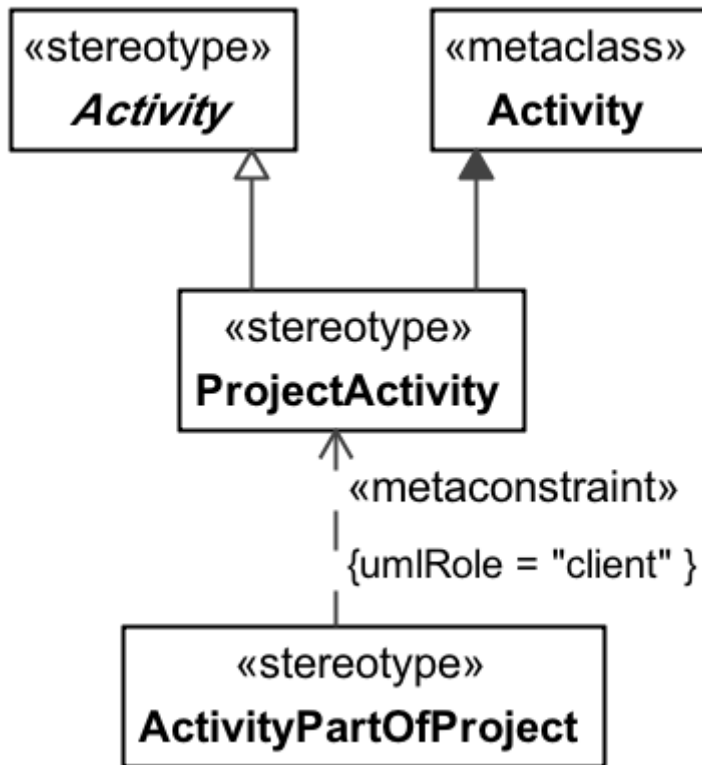 «stereotype»
Activity
«metaclass»
Activity
«stereotype»
ProjectActivity
«metaconstraint»
{umlRole = "client" }
«stereotype»
ActivityPartOfProject